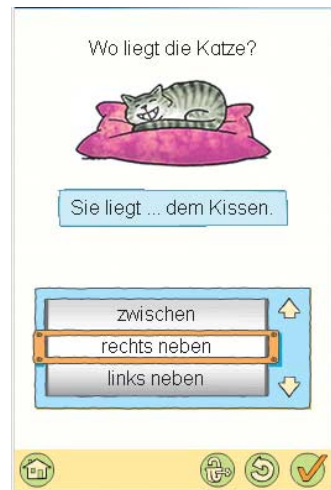 Wo liegt die Katze?
Sie liegt ... dem Kissen.
zwischen
rechts neben
links neben